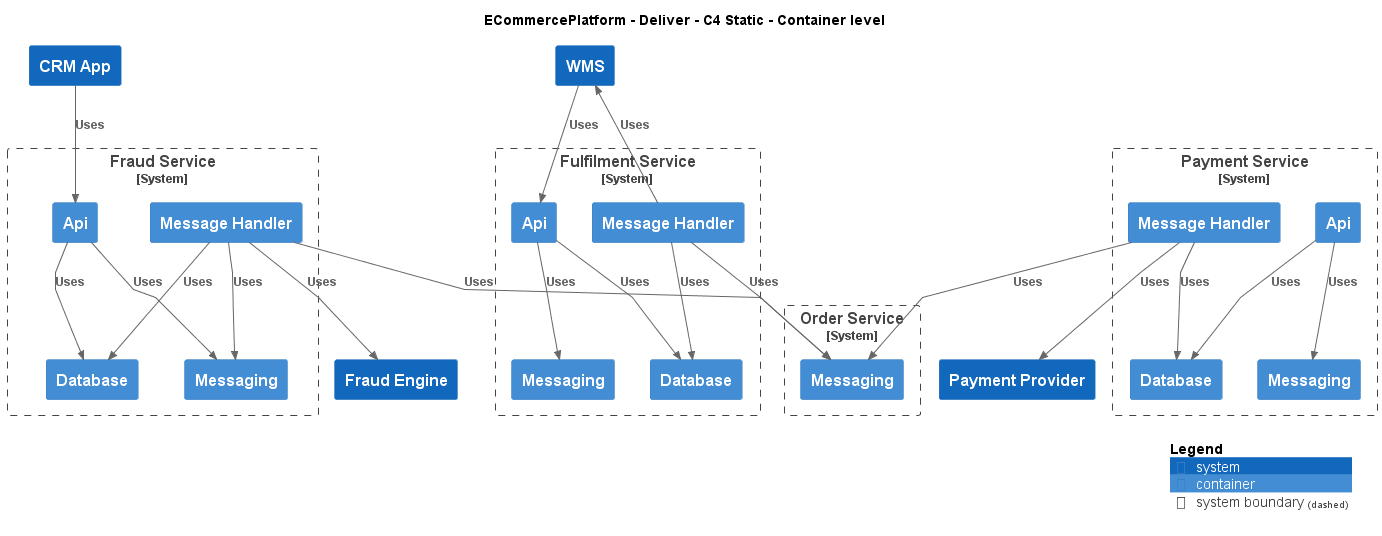 ECommercePlatform - Deliver - C4 Static - Container level
CRM App
WMS
Uses
Uses
Uses
Fraud Service
[System]
Fulfilment Service
[System]
Payment Service
[System]
Api
Message Handler
Api
Message Handler
Message Handler
Api
Uses
Uses
Uses
Uses
Uses
Uses
Uses
Uses
Uses
Uses
Uses
Uses
Uses
Uses
Order Service
[System]
Database
Messaging
Fraud Engine
Messaging
Database
Messaging
Payment Provider
Database
Messaging
Legend
system
container
system boundary (dashed)